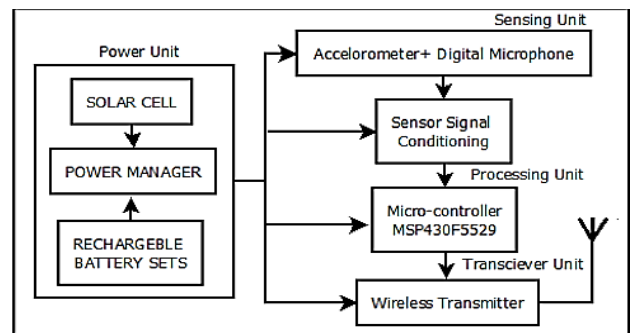 Sensing Unit
Power Unit
Accelorometer+ Digital Microphone
SOLAR CELL
Sensor Signal
Conditioning
POWER MANAGER
Processing Unit
Micro-controller
MSP430F5529
RECHARGEBLE
BATTERY SETS
Transciever Unit
Wireless Transmitter